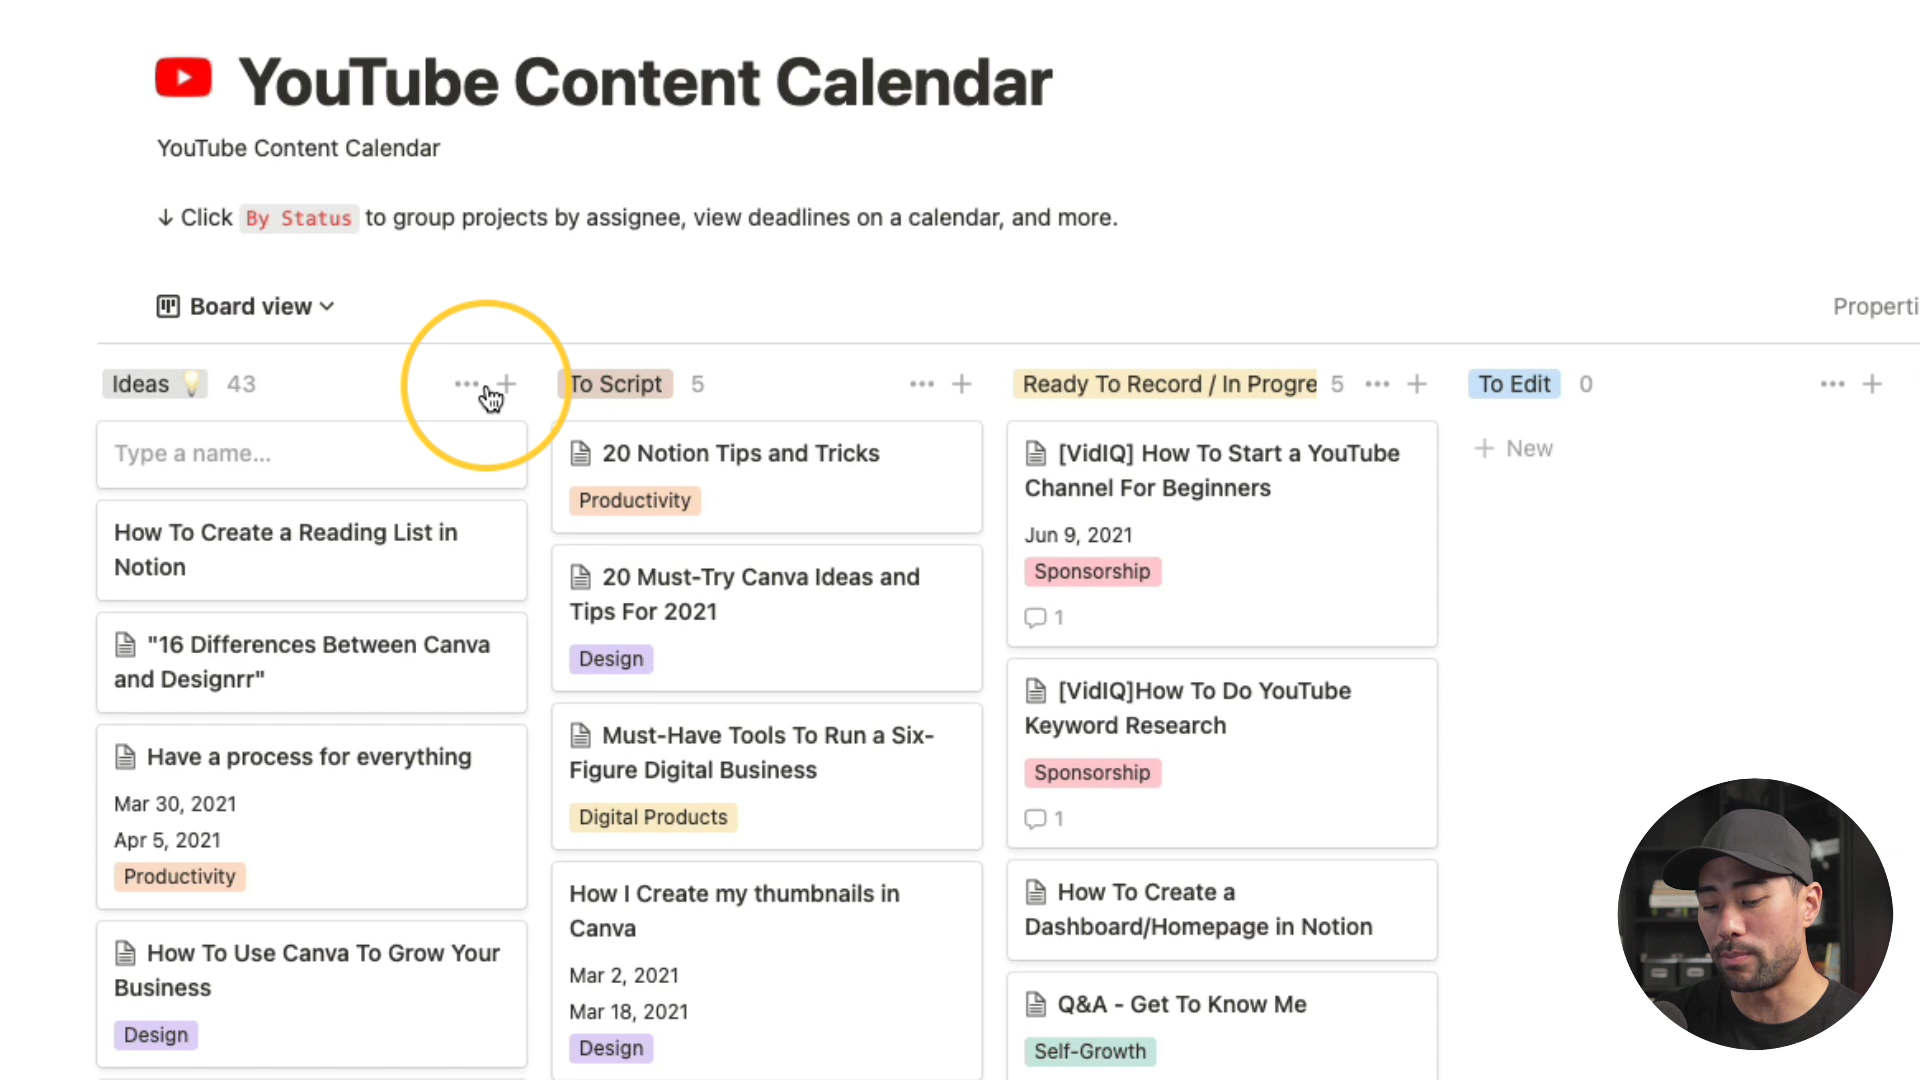 YouTube Content Calendar
YouTube Content Calendar
↓ Click By Status to group projects by assignee, view deadlines on a calendar, and more.
Board view
Properti
Ideas 💡 43 ••• +
Type a name...
How To Create a Reading List in
Notion
"16 Differences Between Canva
and Designrr"
Have a process for everything
Mar 30, 2021
Apr 5, 2021
Productivity
How To Use Canva To Grow Your
Business
Design
To Script 5 ••• +
20 Notion Tips and Tricks
Productivity
20 Must-Try Canva Ideas and
Tips For 2021
Design
Must-Have Tools To Run a Six-
Figure Digital Business
Digital Products
How I Create my thumbnails in
Canva
Mar 2, 2021
Mar 18, 2021
Design
Ready To Record / In Progre 5 ••• +
[VidIQ] How To Start a YouTube
Channel For Beginners
Jun 9, 2021
Sponsorship
1
[VidIQ]How To Do YouTube
Keyword Research
Sponsorship
1
How To Create a
Dashboard/Homepage in Notion
Q&A - Get To Know Me
Self-Growth
To Edit 0 ••• +
+ New